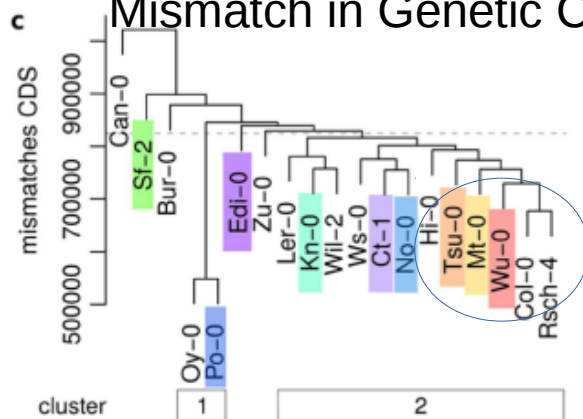 c
Mismatch in Genetic C
mismatches CDS
900000
700000
500000
Can-0
Sf-2
Bur-0
Oy-0
Po-0
Edi-0
Zu-0
Ler-0
Kn-0
Wil-2
Ws-0
Ct-1
No-0
Hi-0
Tsu-0
Mt-0
Wu-0
Col-0
Rsch-4
cluster
1
2